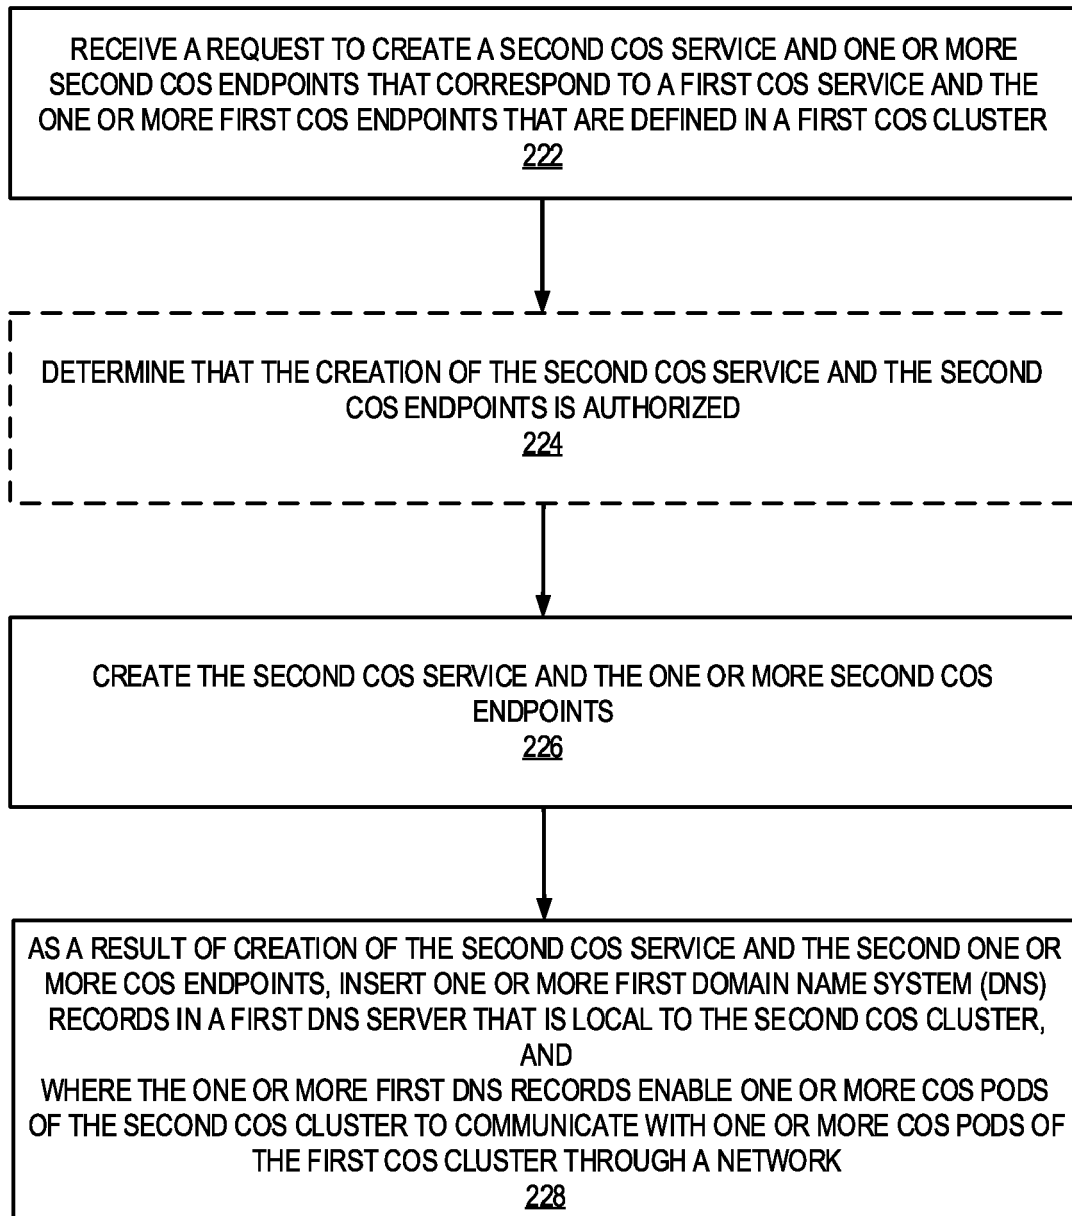 RECEIVE A REQUEST TO CREATE A SECOND COS SERVICE AND ONE OR MORE
SECOND COS ENDPOINTS THAT CORRESPOND TO A FIRST COS SERVICE AND THE
ONE OR MORE FIRST COS ENDPOINTS THAT ARE DEFINED IN A FIRST COS CLUSTER
222
DETERMINE THAT THE CREATION OF THE SECOND COS SERVICE AND THE SECOND
COS ENDPOINTS IS AUTHORIZED
224
CREATE THE SECOND COS SERVICE AND THE ONE OR MORE SECOND COS
ENDPOINTS
226
AS A RESULT OF CREATION OF THE SECOND COS SERVICE AND THE SECOND ONE OR
MORE COS ENDPOINTS, INSERT ONE OR MORE FIRST DOMAIN NAME SYSTEM (DNS)
RECORDS IN A FIRST DNS SERVER THAT IS LOCAL TO THE SECOND COS CLUSTER,
AND
WHERE THE ONE OR MORE FIRST DNS RECORDS ENABLE ONE OR MORE COS PODS
OF THE SECOND COS CLUSTER TO COMMUNICATE WITH ONE OR MORE COS PODS OF
THE FIRST COS CLUSTER THROUGH A NETWORK
228